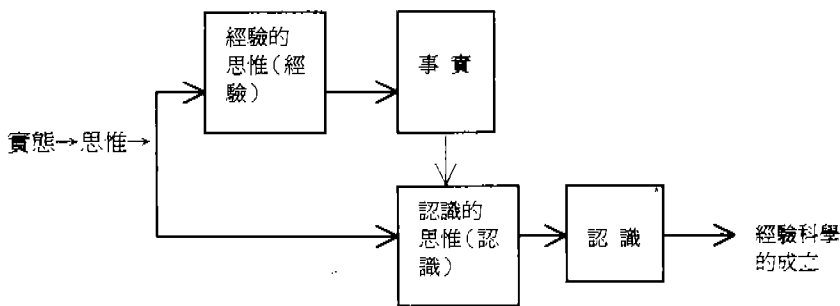 經驗的
思惟(經
驗)
事實
實態→思惟→
認識的
思惟(認
識)
認識
經驗科學
的成立